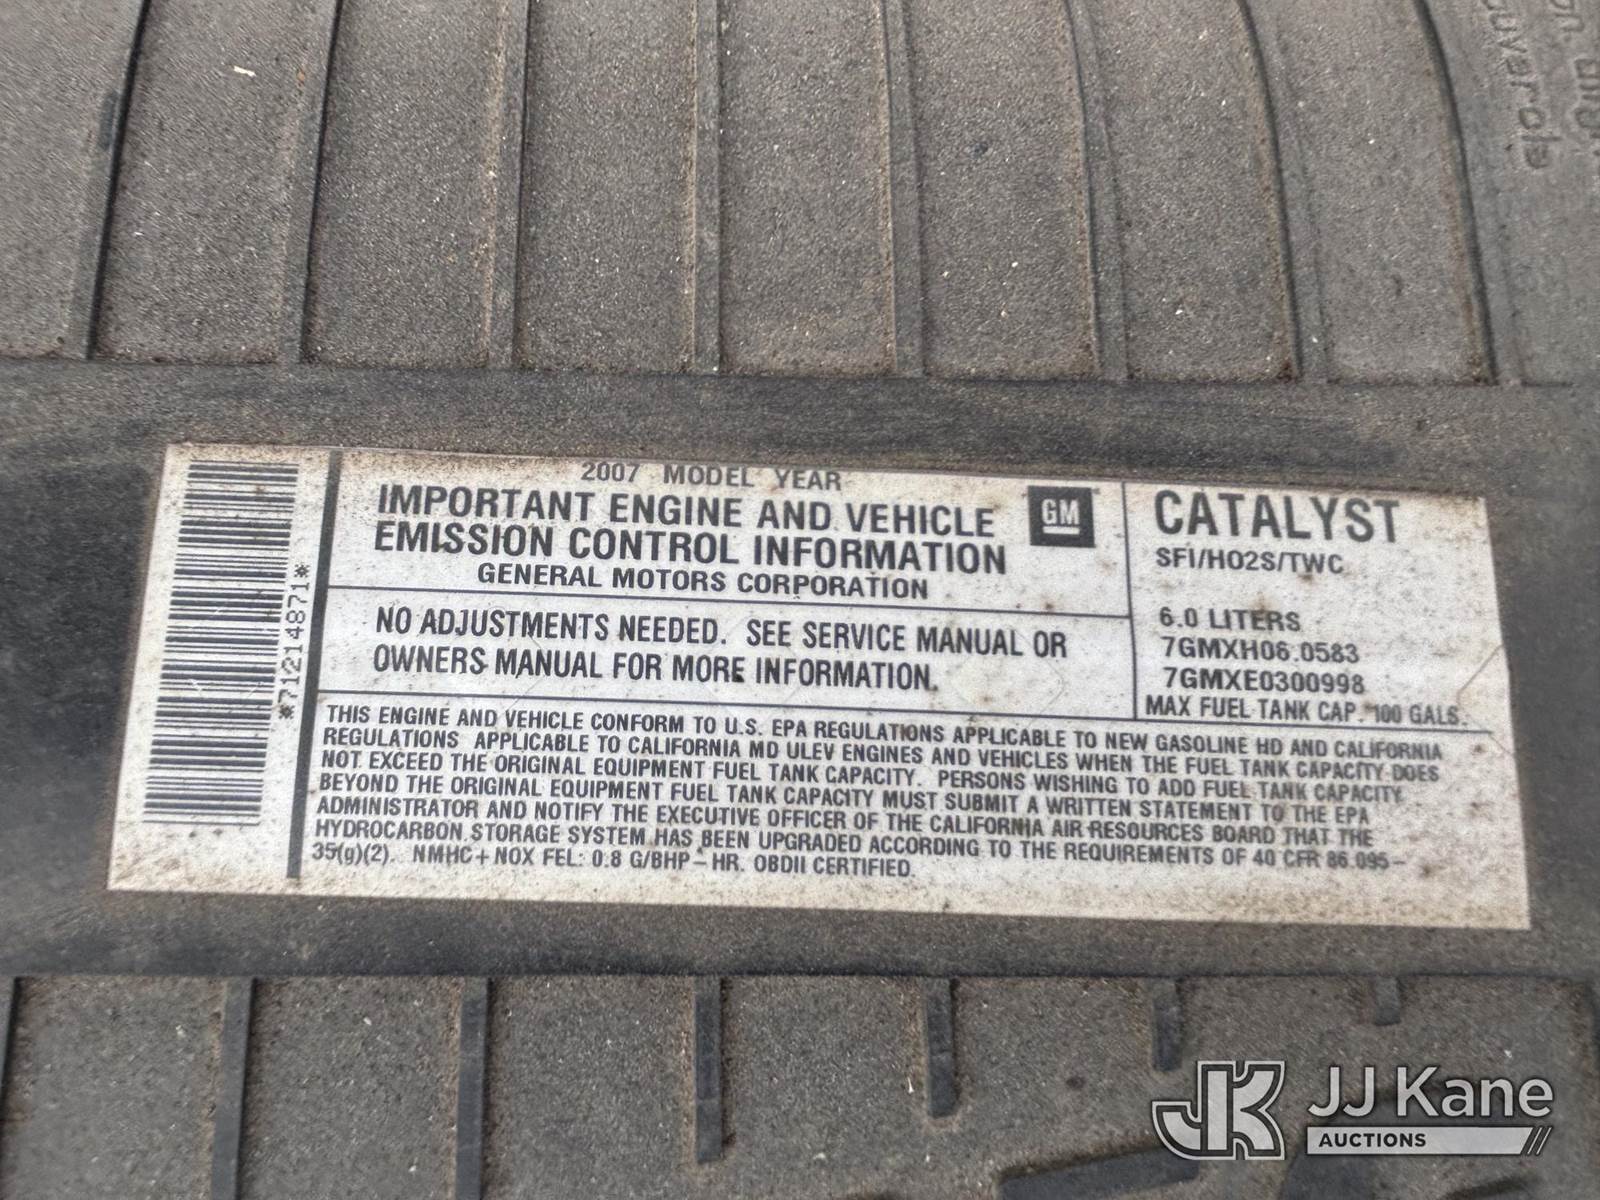 2007 MODEL YEAR
IMPORTANT ENGINE AND VEHICLE
EMISSION CONTROL INFORMATION
GENERAL MOTORS CORPORATION
GM
NO ADJUSTMENTS NEEDED. SEE SERVICE MANUAL OR
OWNERS MANUAL FOR MORE INFORMATION.
CATALYST
SFI/HO2S/TWC
6.0 LITERS
7GMXH06.0583
7GMXE0300998
MAX FUEL TANK CAP. 100 GALS.
THIS ENGINE AND VEHICLE CONFORM TO U.S. EPA REGULATIONS APPLICABLE TO NEW GASOLINE HD AND CALIFORNIA
REGULATIONS APPLICABLE TO CALIFORNIA MD ULEV ENGINES AND VEHICLES WHEN THE FUEL TANK CAPACITY DOES
NOT EXCEED THE ORIGINAL EQUIPMENT FUEL TANK CAPACITY. PERSONS WISHING TO ADD FUEL TANK CAPACITY
BEYOND THE ORIGINAL EQUIPMENT FUEL TANK CAPACITY MUST SUBMIT A WRITTEN STATEMENT TO THE EPA
ADMINISTRATOR AND NOTIFY THE EXECUTIVE OFFICER OF THE CALIFORNIA AIR RESOURCES BOARD THAT THE
HYDROCARBON STORAGE SYSTEM HAS BEEN UPGRADED ACCORDING TO THE REQUIREMENTS OF 40 CFR 86.095-
35(g)(2). NMHC+NOX FEL: 0.8 G/BHP-HR. OBDII CERTIFIED.
*71214871*
JK JJ Kane
AUCTIONS